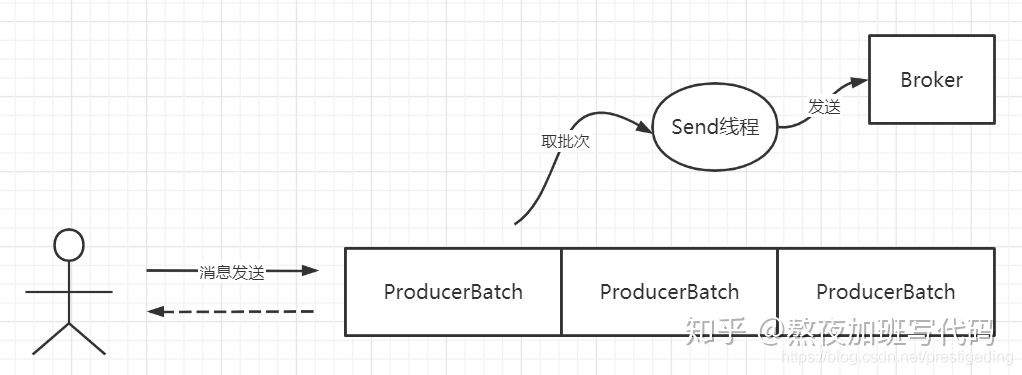 Broker
发送
Send线程
取批次
消息发送
ProducerBatch
ProducerBatch
ProducerBatch
知乎 @熬夜加班写代码
https://blog.csdn.net/prestigeding